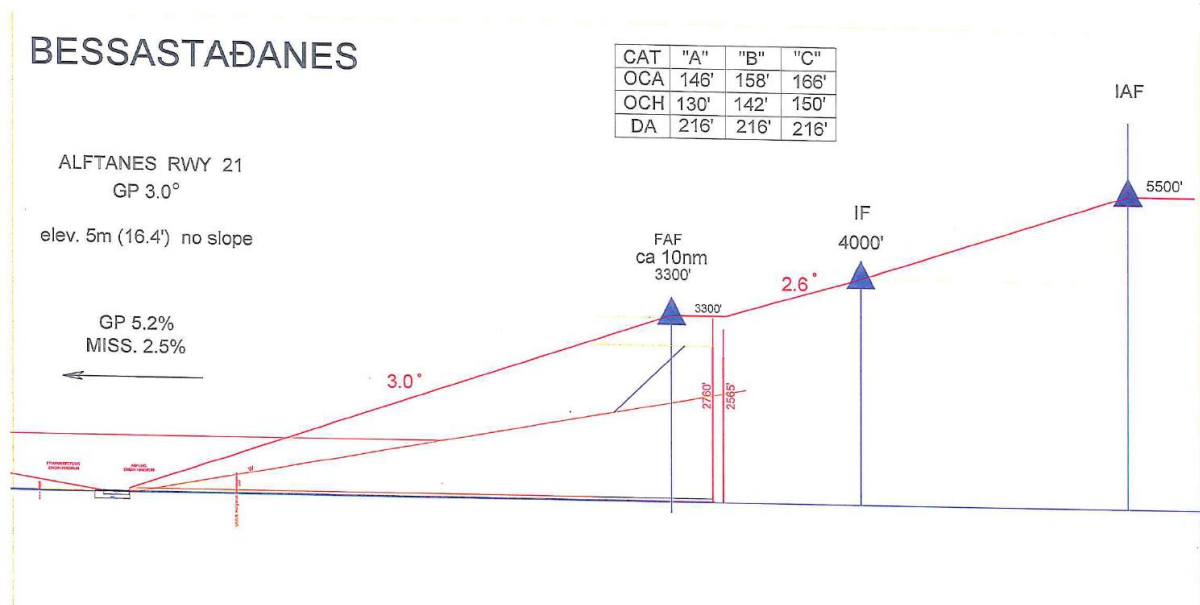 BESSASTAÐANES
CAT "A" "B" "C"
OCA 146' 158' 166'
OCH 130' 142' 150'
DA 216' 216' 216'
IAF
5500'
ALFTANES RWY 21
GP 3.0°
elev. 5m (16.4') no slope
IF
4000'
FAF
ca 10nm
3300'
3300'
2.6°
GP 5.2%
MISS. 2.5%
3.0°
2760'
2565'